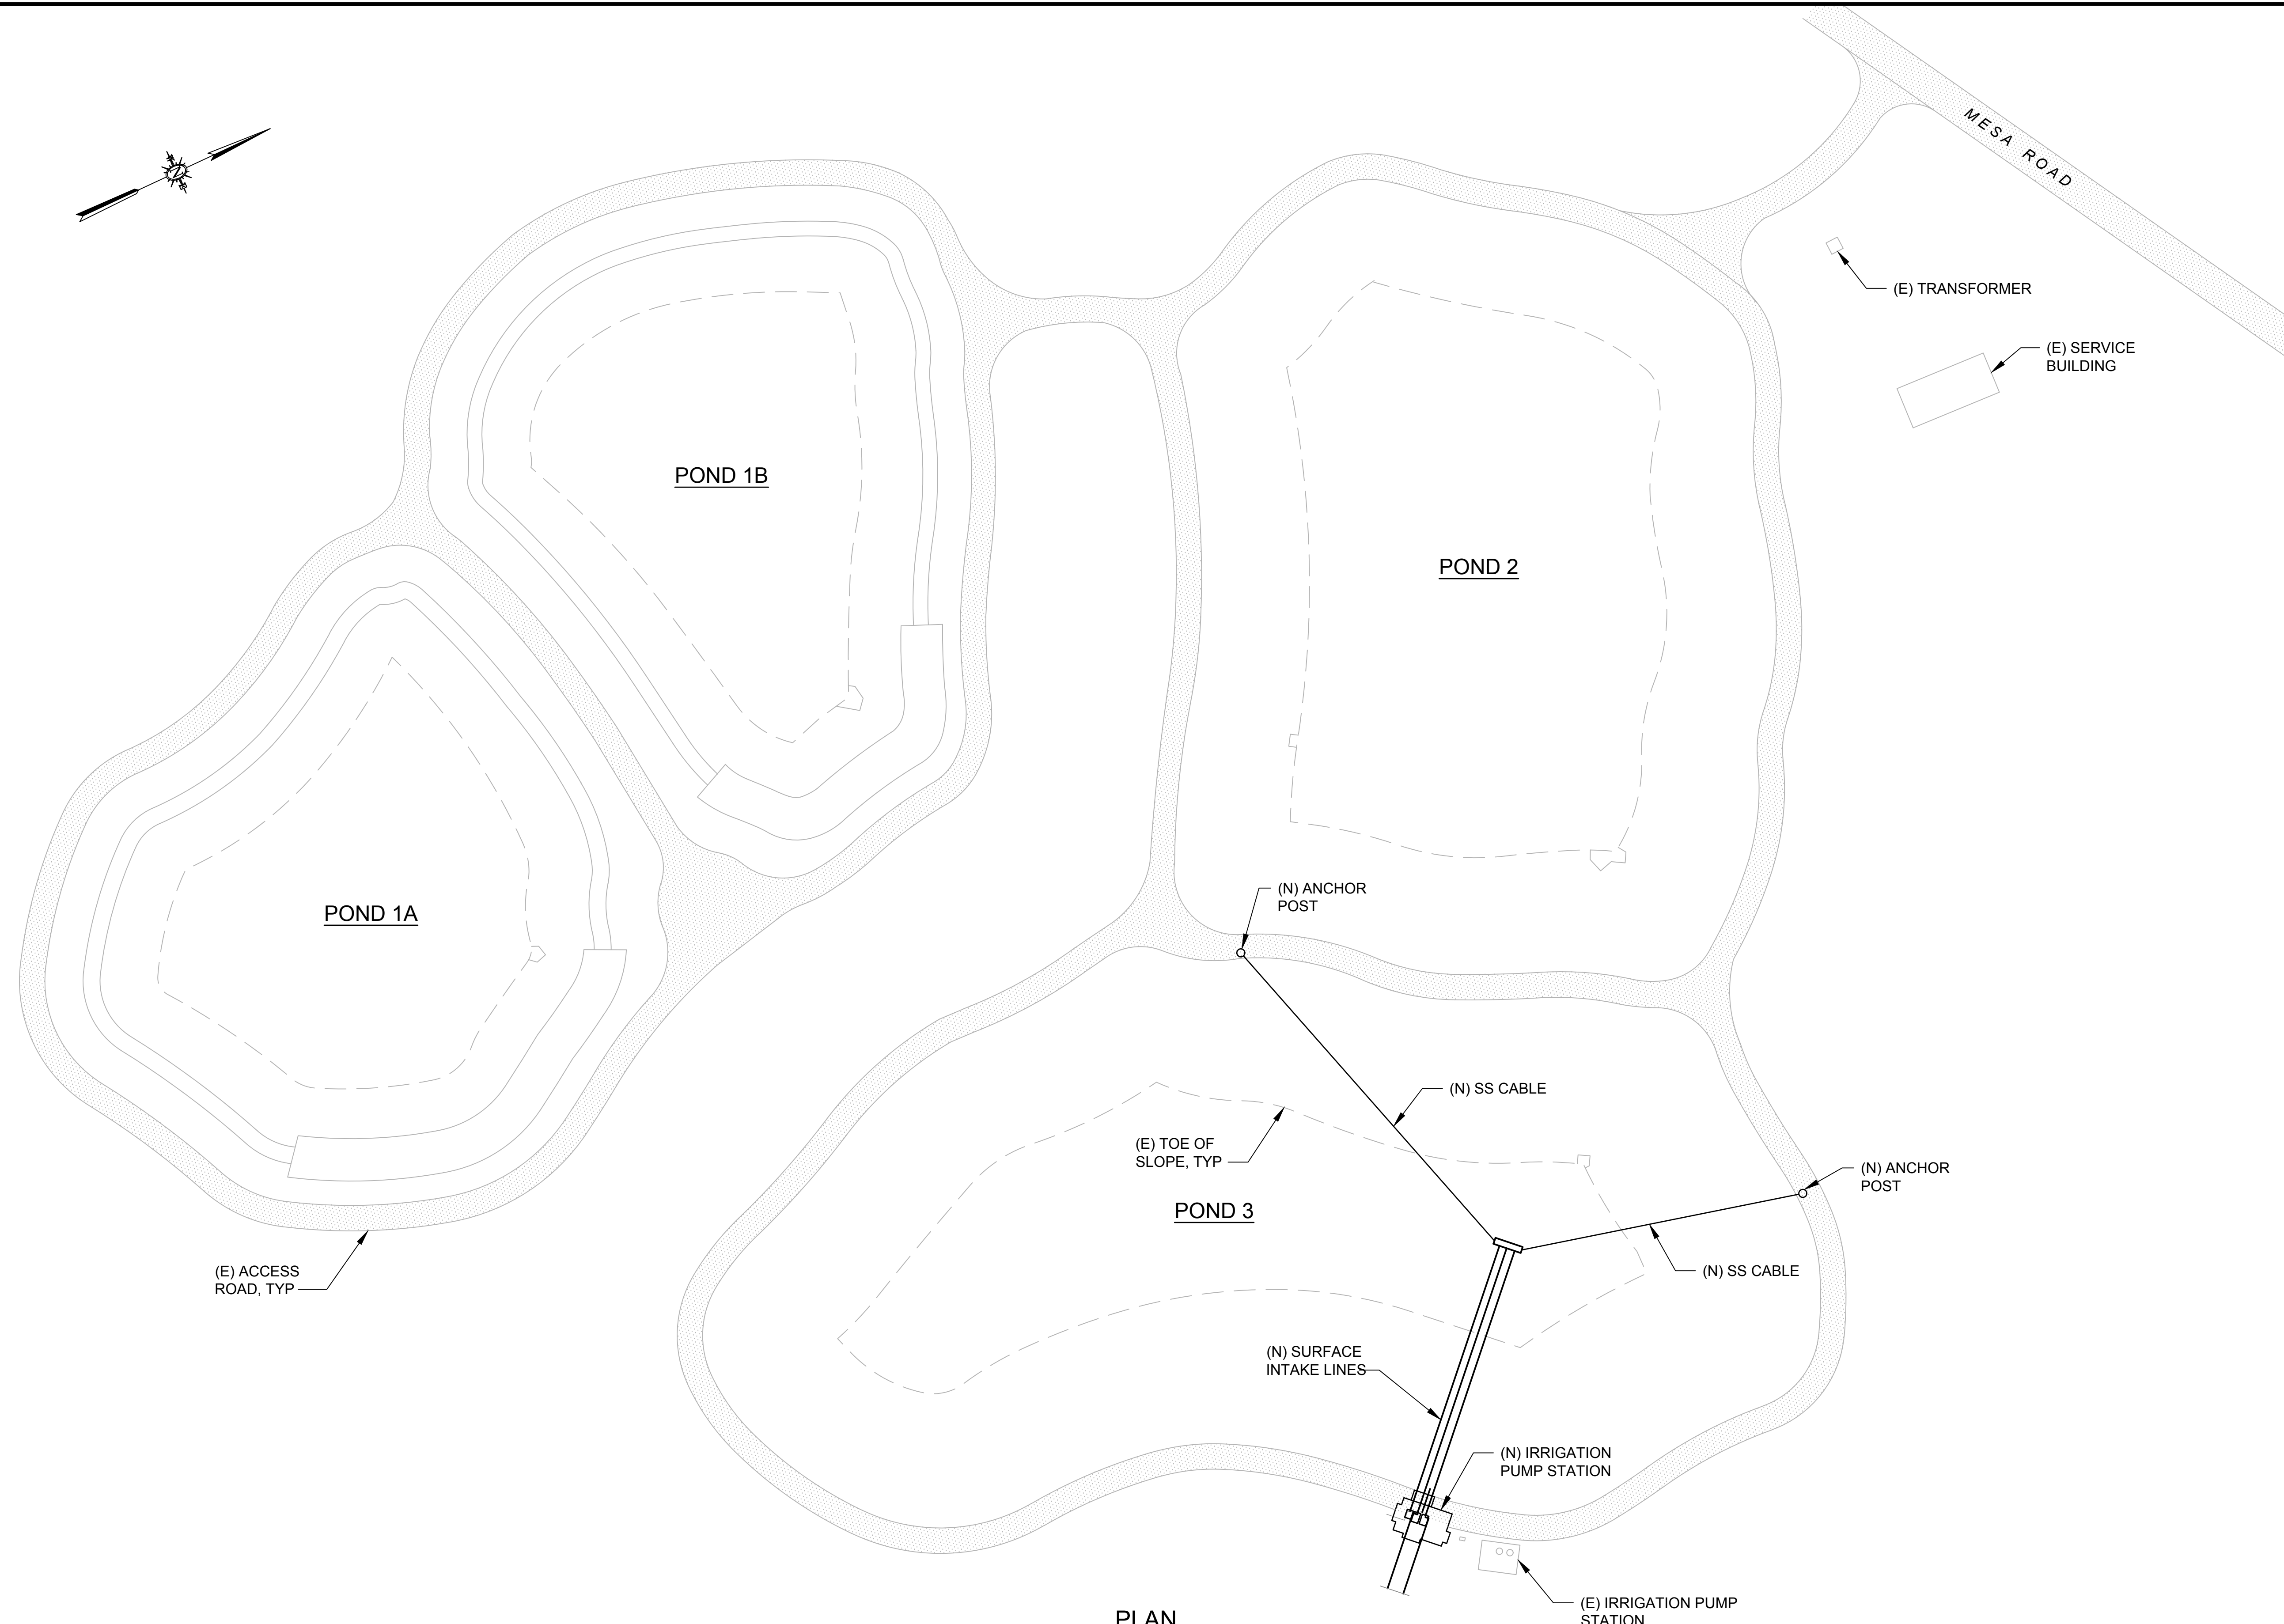 MESA ROAD
N
(E) TRANSFORMER
(E) SERVICE
BUILDING
POND 1B
POND 2
(N) ANCHOR
POST
POND 1A
(N) SS CABLE
(E) TOE OF
SLOPE, TYP
(N) ANCHOR
POST
POND 3
(E) ACCESS
ROAD, TYP
(N) SS CABLE
(N) SURFACE
INTAKE LINES
(N) IRRIGATION
PUMP STATION
(E) IRRIGATION PUMP
STATION
PLAN